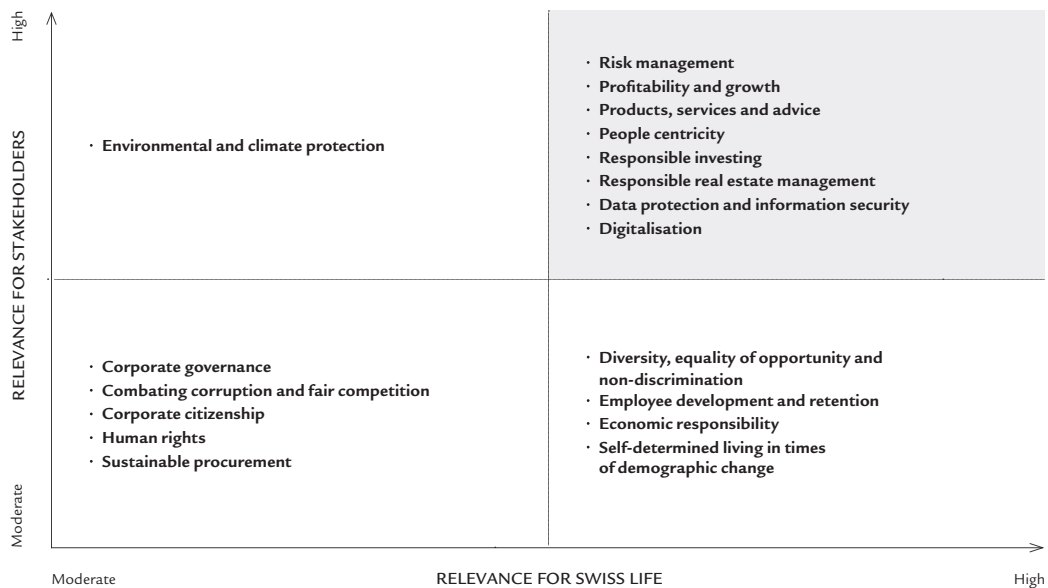 High
RELEVANCE FOR STAKEHOLDERS
Moderate
· Environmental and climate protection
· Risk management
· Profitability and growth
· Products, services and advice
· People centricity
· Responsible investing
· Responsible real estate management
· Data protection and information security
· Digitalisation
· Corporate governance
· Combating corruption and fair competition
· Corporate citizenship
· Human rights
· Sustainable procurement
· Diversity, equality of opportunity and
non-discrimination
· Employee development and retention
· Economic responsibility
· Self-determined living in times
of demographic change
Moderate
RELEVANCE FOR SWISS LIFE
High